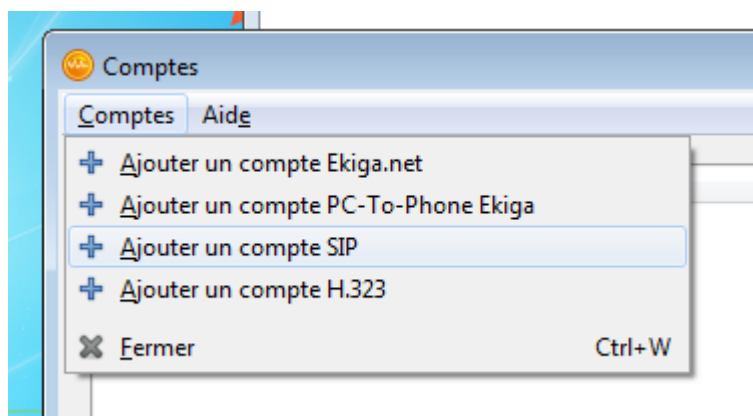 Comptes
Comptes Aide
Ajouter un compte Ekiga.net
Ajouter un compte PC-To-Phone Ekiga
Ajouter un compte SIP
Ajouter un compte H.323
Fermer Ctrl+W